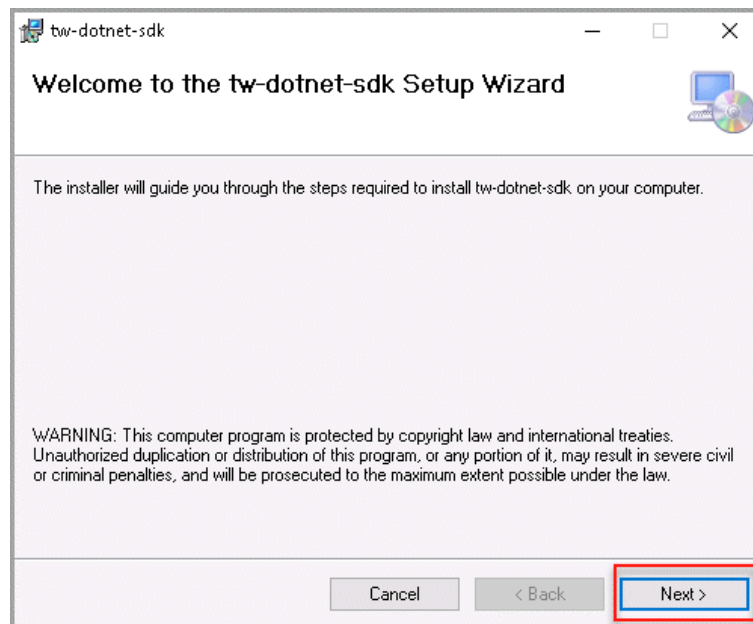 tw-dotnet-sdk
Welcome to the tw-dotnet-sdk Setup Wizard
The installer will guide you through the steps required to install tw-dotnet-sdk on your computer.
WARNING: This computer program is protected by copyright law and international treaties.
Unauthorized duplication or distribution of this program, or any portion of it, may result in severe civil
or criminal penalties, and will be prosecuted to the maximum extent possible under the law.
Cancel
< Back
Next >